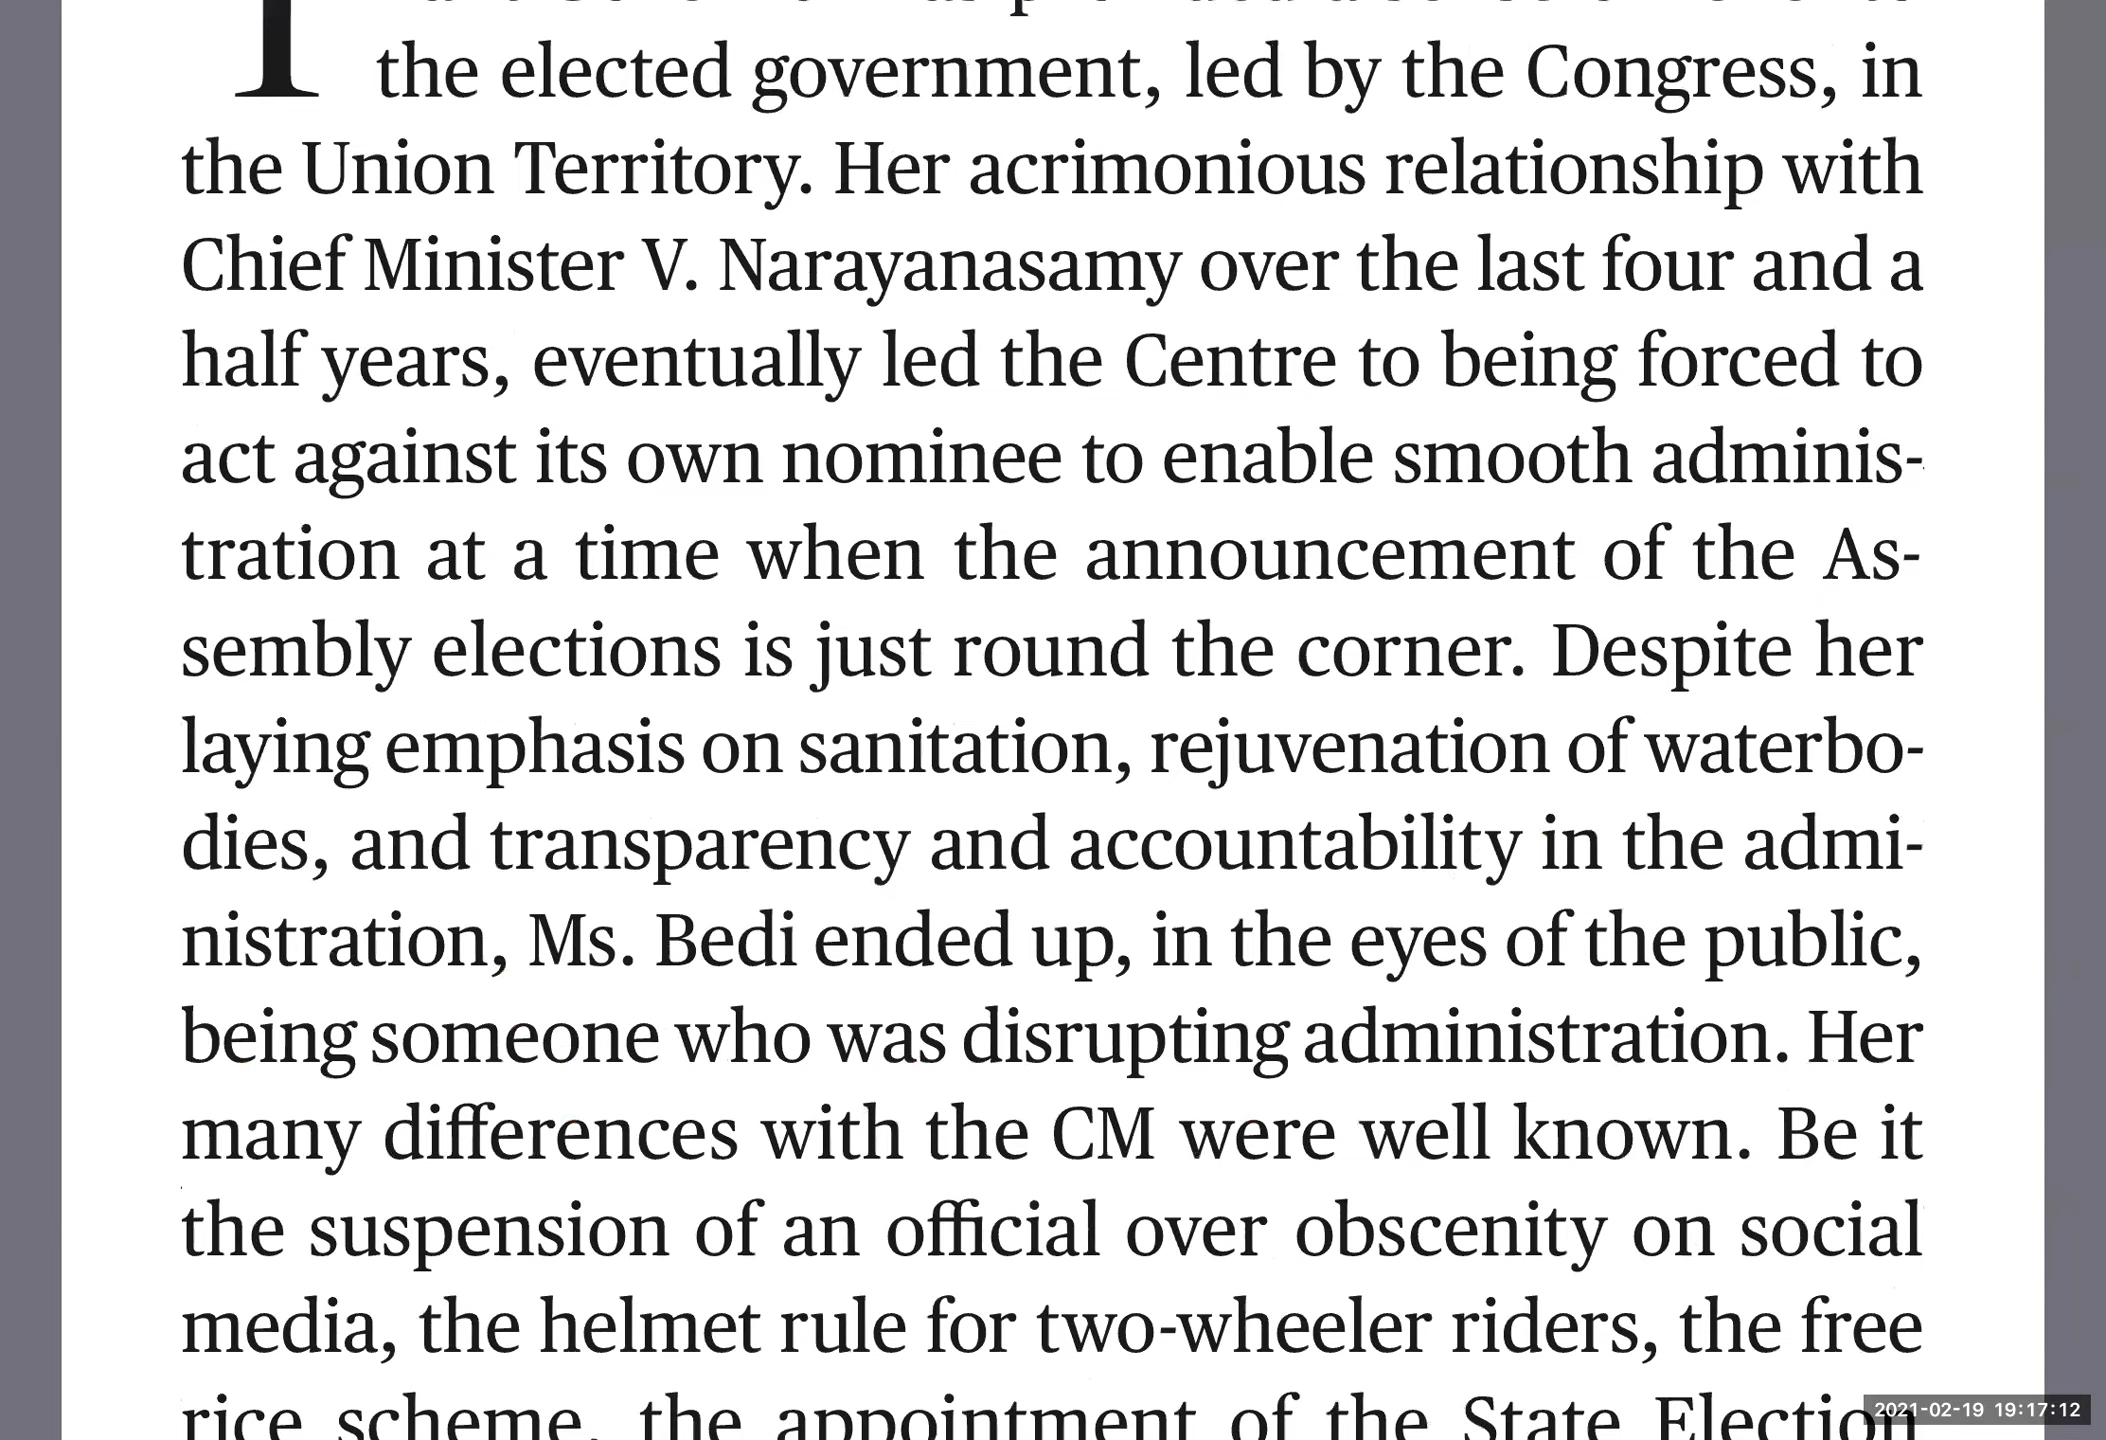 the elected government, led by the Congress, in
the Union Territory. Her acrimonious relationship with
Chief Minister V. Narayanasamy over the last four and a
half years, eventually led the Centre to being forced to
act against its own nominee to enable smooth adminis-
tration at a time when the announcement of the As-
sembly elections is just round the corner. Despite her
laying emphasis on sanitation, rejuvenation of waterbo-
dies, and transparency and accountability in the admi-
nistration, Ms. Bedi ended up, in the eyes of the public,
being someone who was disrupting administration. Her
many differences with the CM were well known. Be it
the suspension of an official over obscenity on social
media, the helmet rule for two-wheeler riders, the free
rice scheme, the appointment of the State Election
2021-02-19 19:17:12